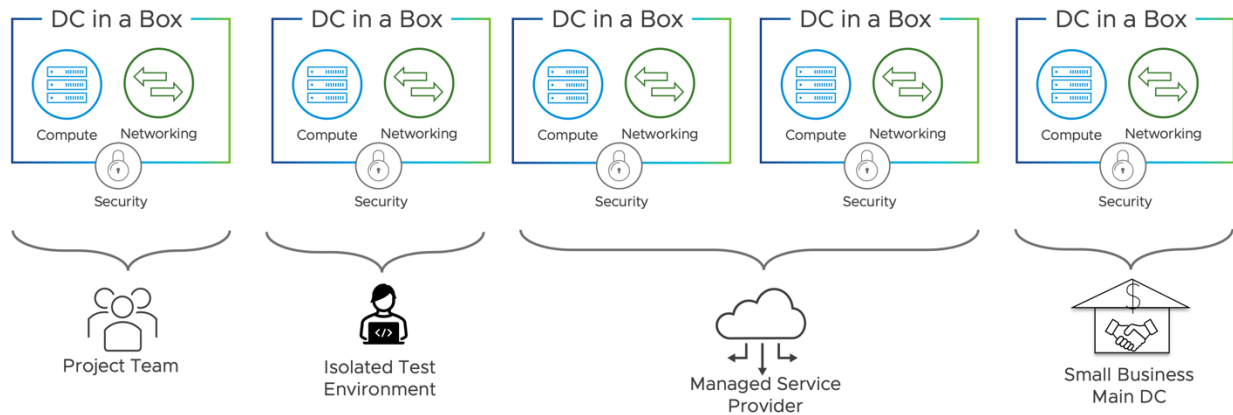 DC in a Box
Compute
Networking
Security
DC in a Box
Compute
Networking
Security
DC in a Box
Compute
Networking
Security
DC in a Box
Compute
Networking
Security
DC in a Box
Compute
Networking
Security
Project Team
</>
Isolated Test
Environment
Managed Service
Provider
$
Small Business
Main DC